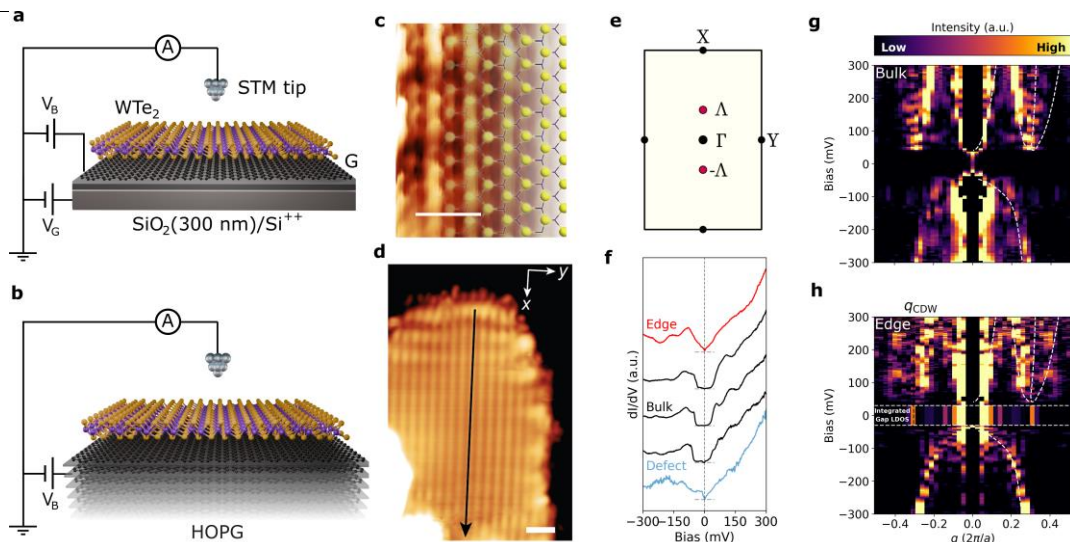 a
A
STM tip
V_B
WTe₂
G
V_G
SiO₂(300 nm)/Si⁺⁺
b
A
V_B
HOPG
c
d
y
x
e
X
Λ
Γ
Y
-Λ
f
Edge
Bulk
Defect
dI/dV (a.u.)
−300 −150 0 150 300
Bias (mV)
g
Intensity (a.u.)
Low High
Bulk
300
200
100
0
−100
−200
−300
Bias (mV)
h
q_CDW
Edge
300
200
100
0
−100
−200
−300
Integrated
Gap LDOS
Bias (mV)
−0.4 −0.2 0.0 0.2 0.4
q (2π/a)